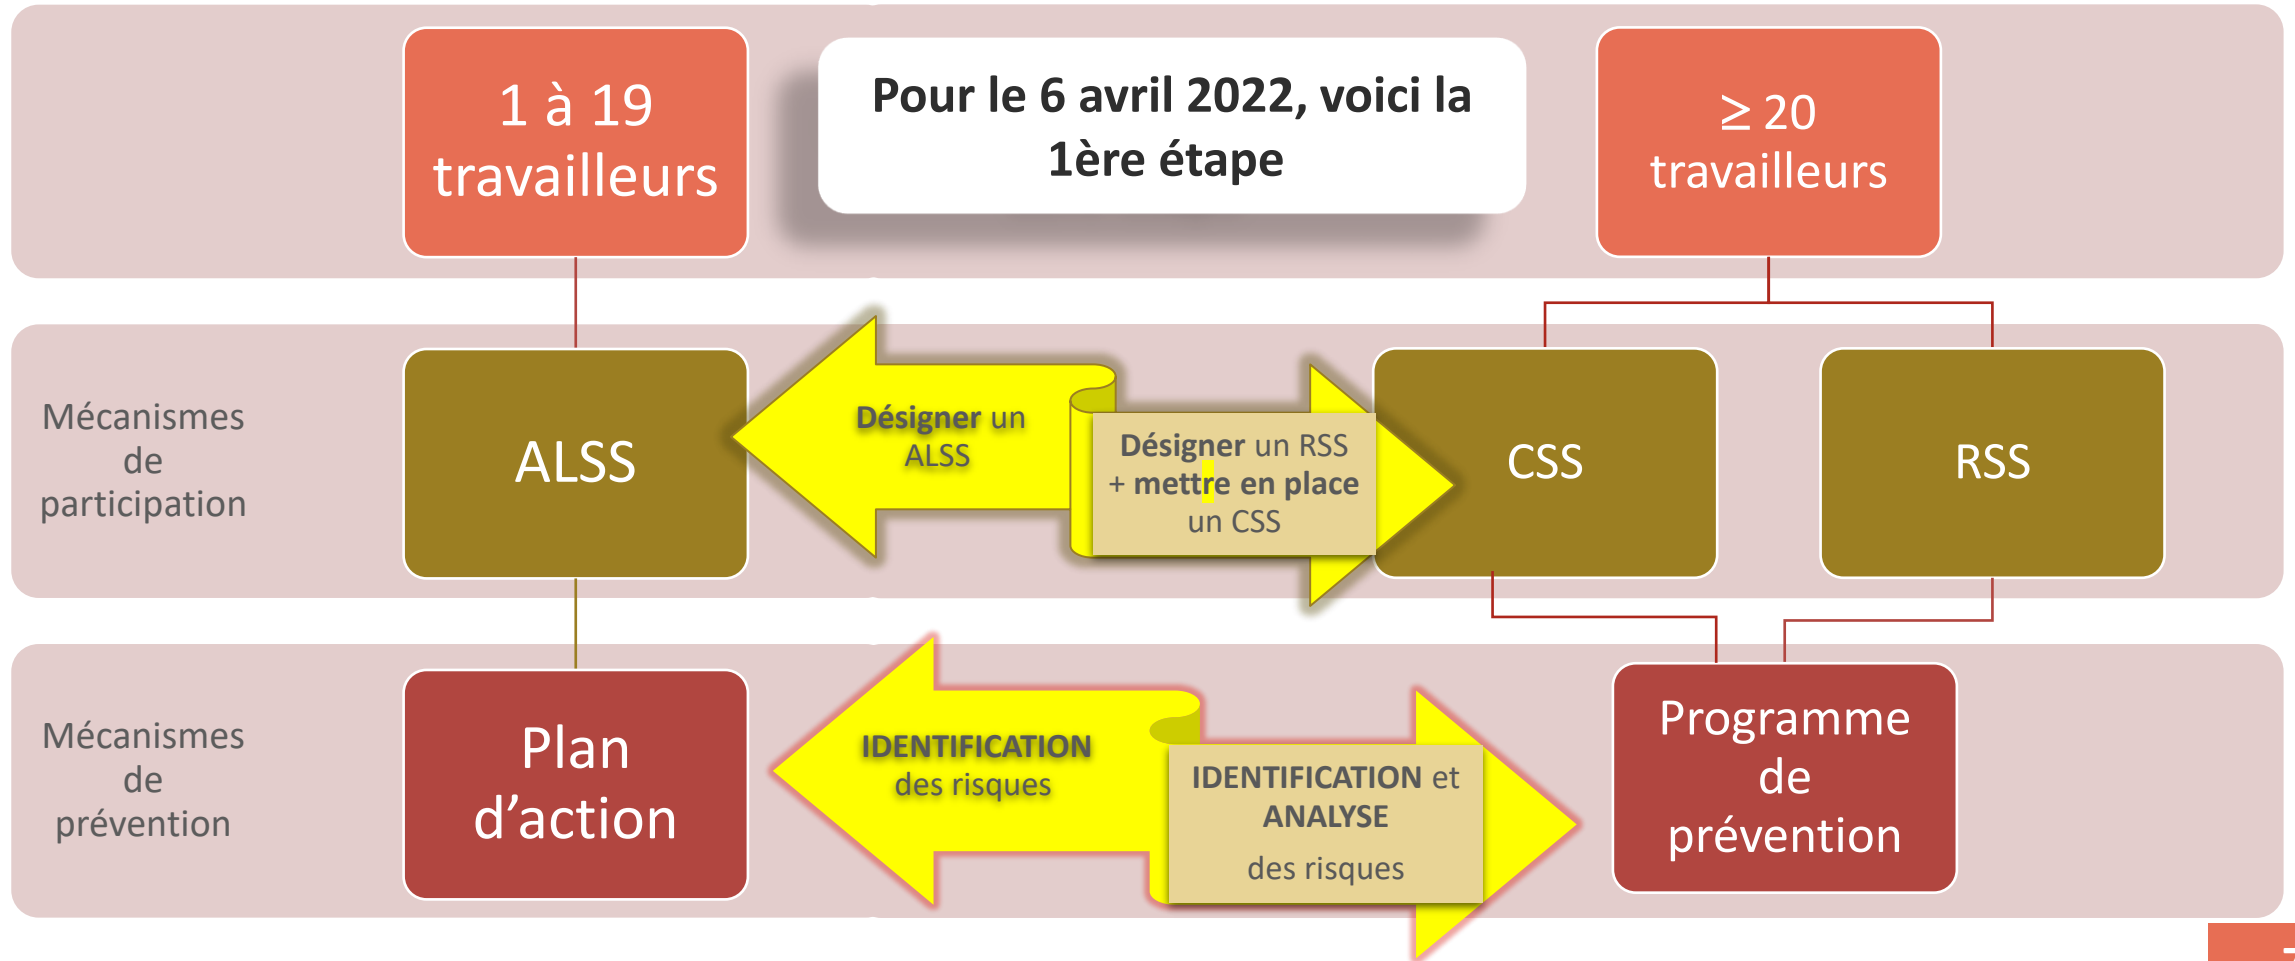 1 à 19
travailleurs
Pour le 6 avril 2022, voici la
1ère étape
≥ 20
travailleurs
Mécanismes
de
participation
ALSS
Désigner un
ALSS
Désigner un RSS
+ mettre en place
un CSS
CSS
RSS
Mécanismes
de
prévention
Plan
d’action
IDENTIFICATION
des risques
IDENTIFICATION et
ANALYSE
des risques
Programme
de
prévention